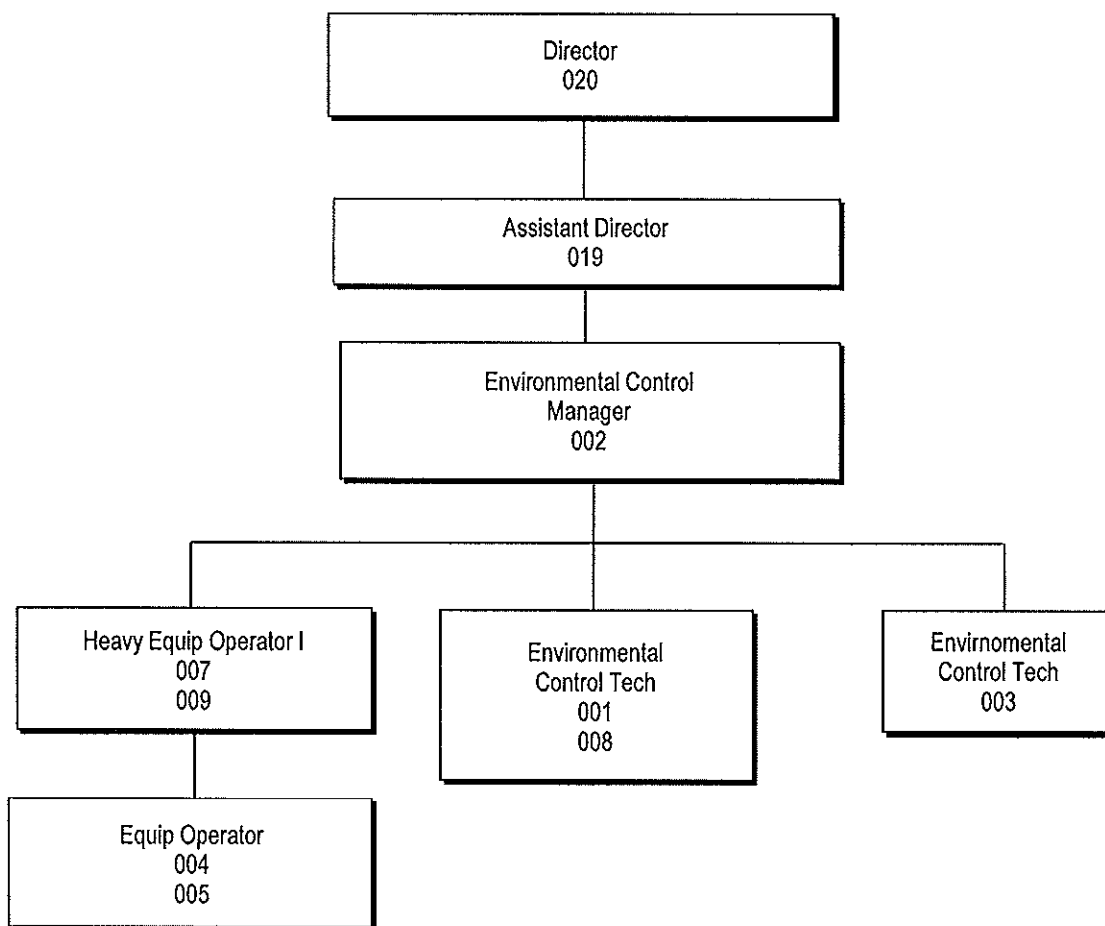 Director
020
Assistant Director
019
Environmental Control
Manager
002
Heavy Equip Operator I
007
009
Environmental
Control Tech
001
008
Envirnomental
Control Tech
003
Equip Operator
004
005